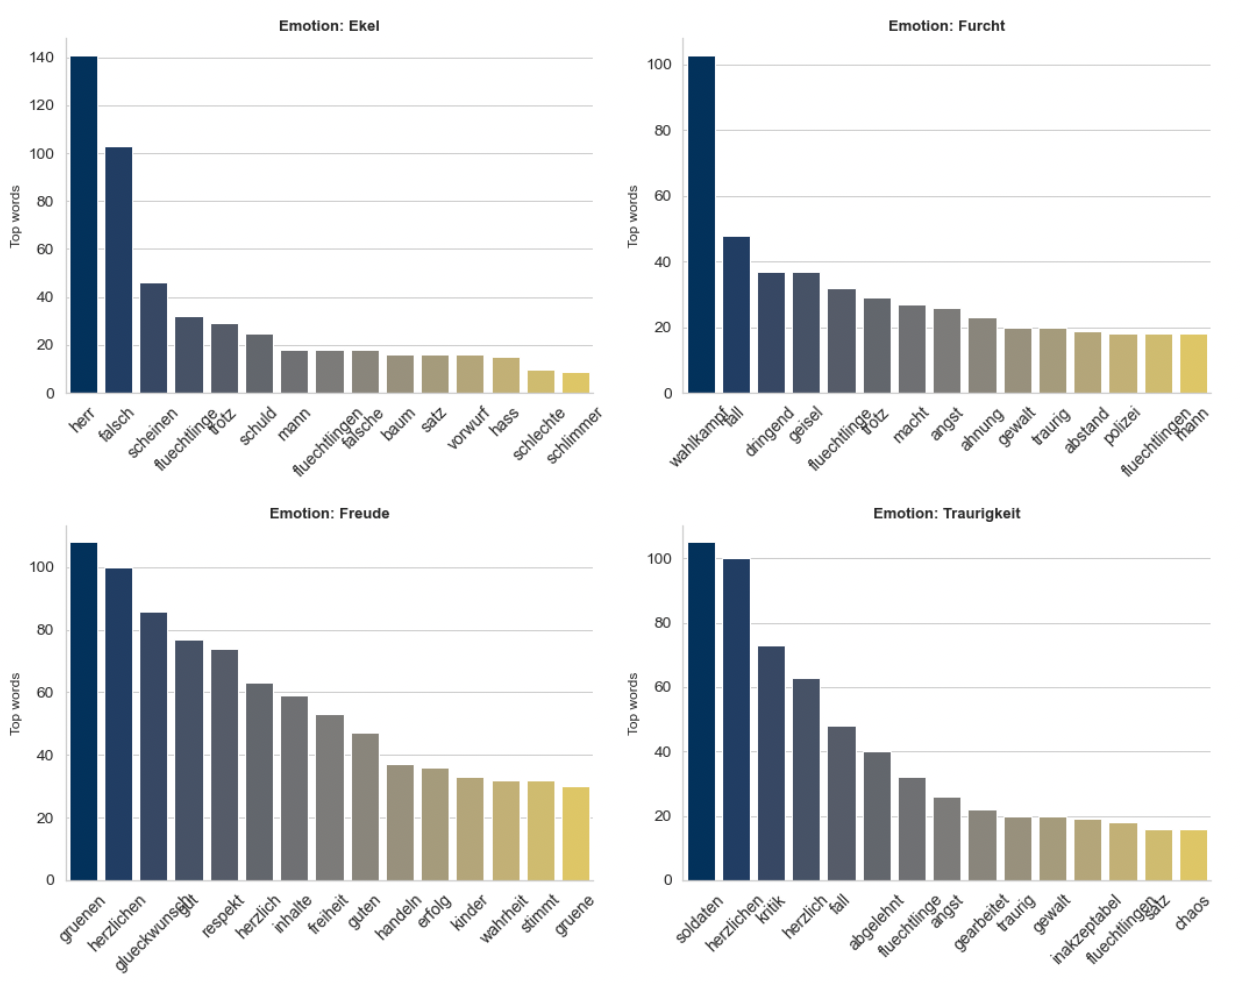 Emotion: Ekel
Top words
140
120
100
80
60
40
20
0
herr
falsch
scheinen
fluechtlinge
trotz
schuld
mann
fluechtlingen
falsche
baum
satz
vorwurf
hass
schlechte
schlimmer
Emotion: Furcht
Top words
100
80
60
40
20
0
wahlkampf
fall
dringend
geisel
fluechtlinge
trotz
macht
angst
ahnung
gewalt
traurig
abstand
polizei
fluechtlingen
mann
Emotion: Freude
Top words
100
80
60
40
20
0
gruenen
herzlichen
glueckwunsch
gut
respekt
herzlich
inhalte
freiheit
guten
handeln
erfolg
kinder
wahrheit
stimmt
gruene
Emotion: Traurigkeit
Top words
100
80
60
40
20
0
soldaten
herzlichen
kritik
herzlich
fall
abgelehnt
fluechtlinge
angst
gearbeitet
traurig
gewalt
inakzeptabel
fluechtlingen
satz
chaos